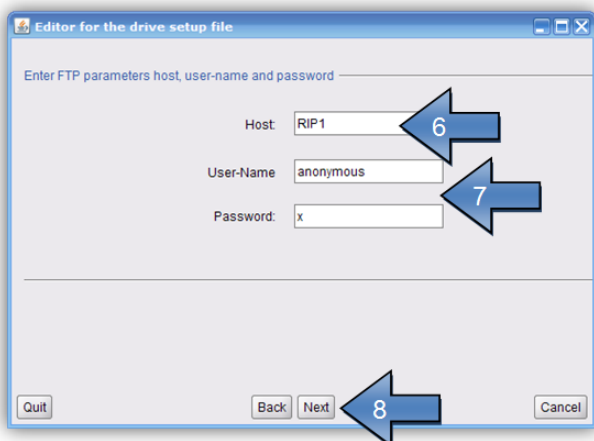 Editor for the drive setup file
Enter FTP parameters host, user-name and password
Host: RIP1 6
User-Name anonymous
7
Password: x
Quit Back Next 8 Cancel